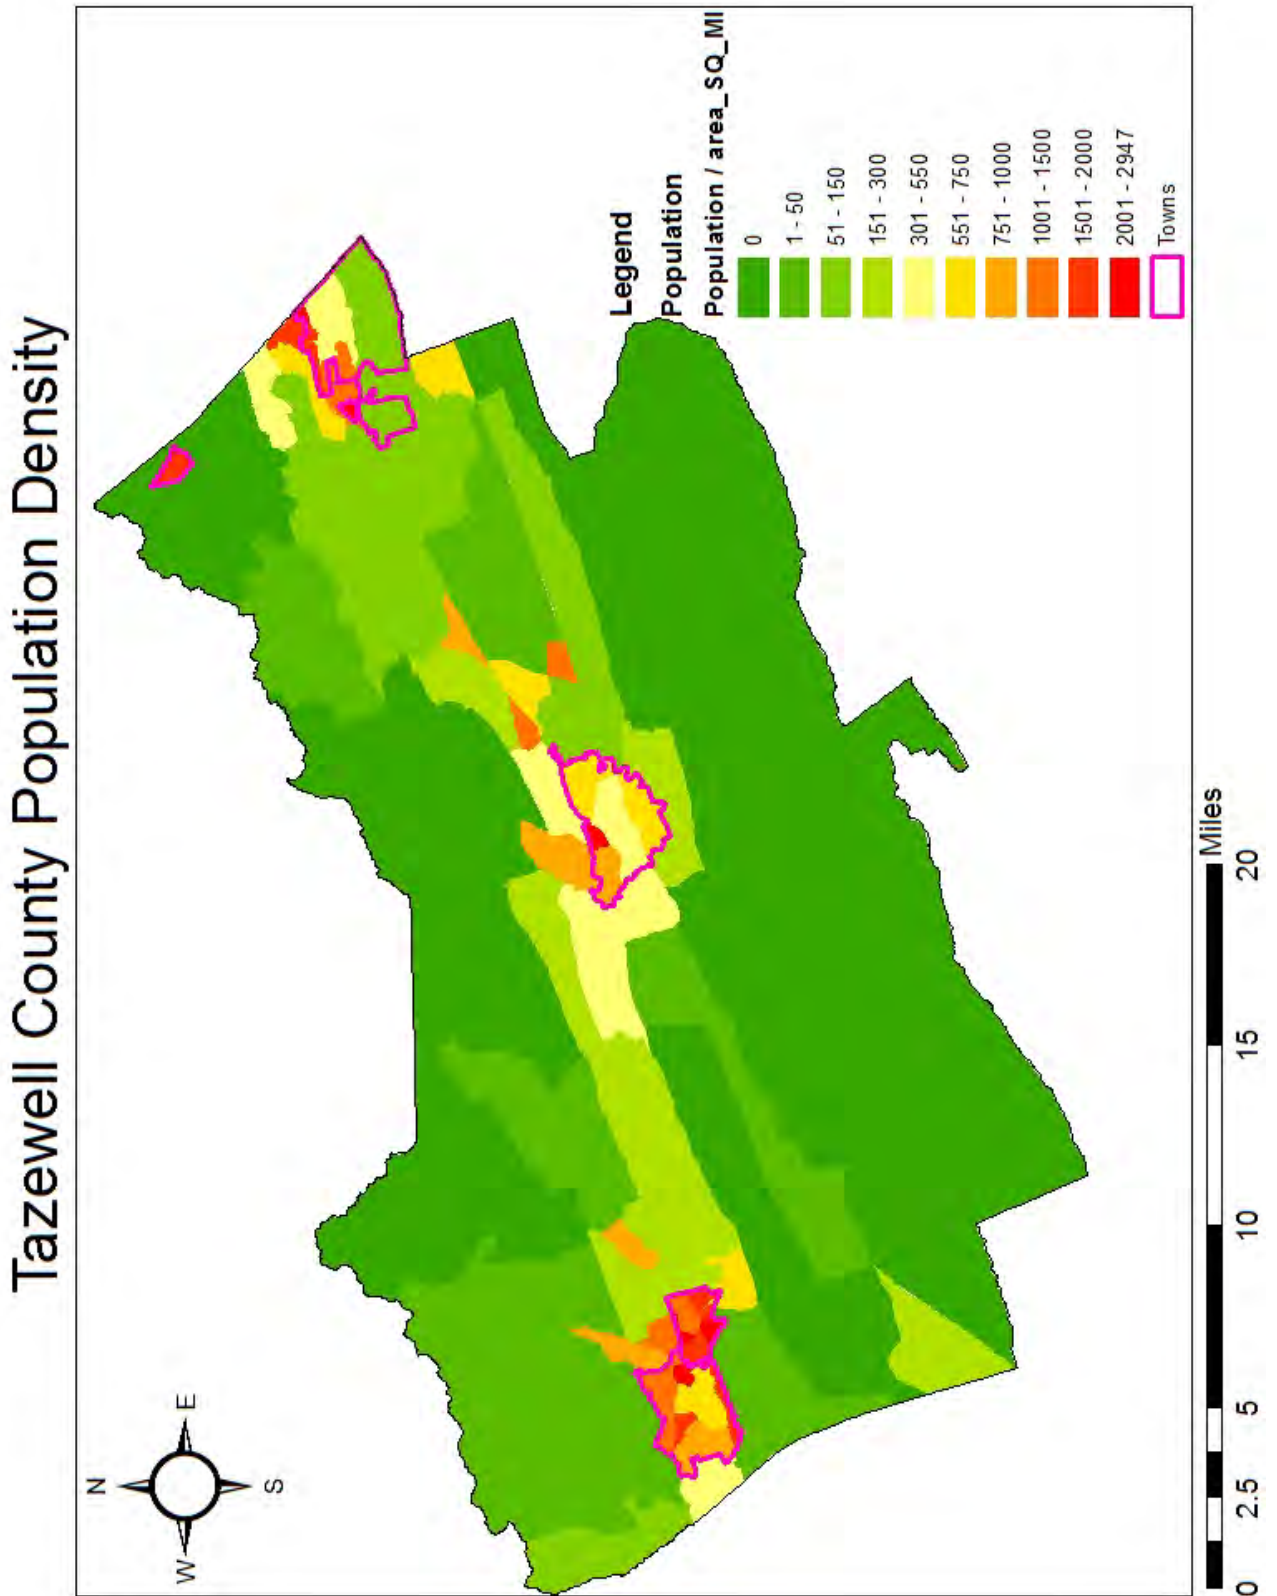 Tazewell County Population Density
N
W
E
S
Legend
Population
Population / area_SQ_MI
0
1 - 50
51 - 150
151 - 300
301 - 550
551 - 750
751 - 1000
1001 - 1500
1501 - 2000
2001 - 2947
Towns
Miles
0 2.5 5 10 15 20